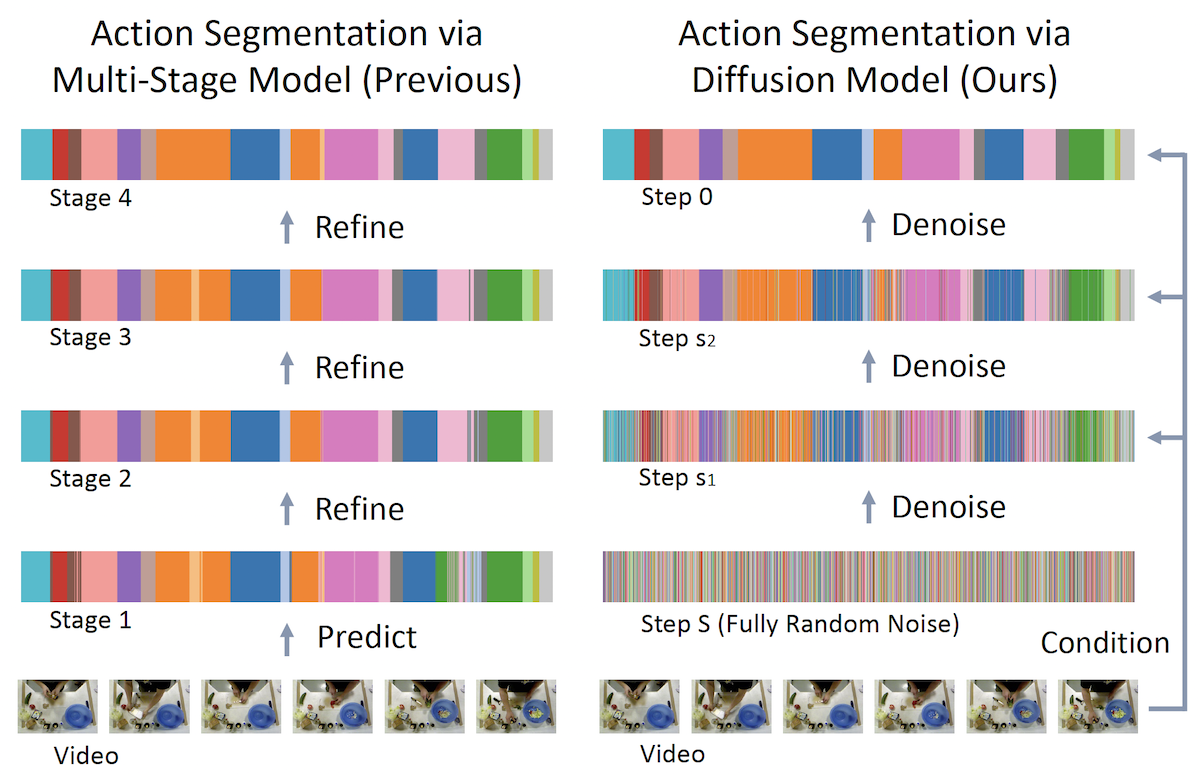 Action Segmentation via
Multi-Stage Model (Previous)
Stage 4
Refine
Stage 3
Refine
Stage 2
Refine
Stage 1
Predict
Video
Action Segmentation via
Diffusion Model (Ours)
Step 0
Denoise
Step s2
Denoise
Step s1
Denoise
Step S (Fully Random Noise)
Condition
Video